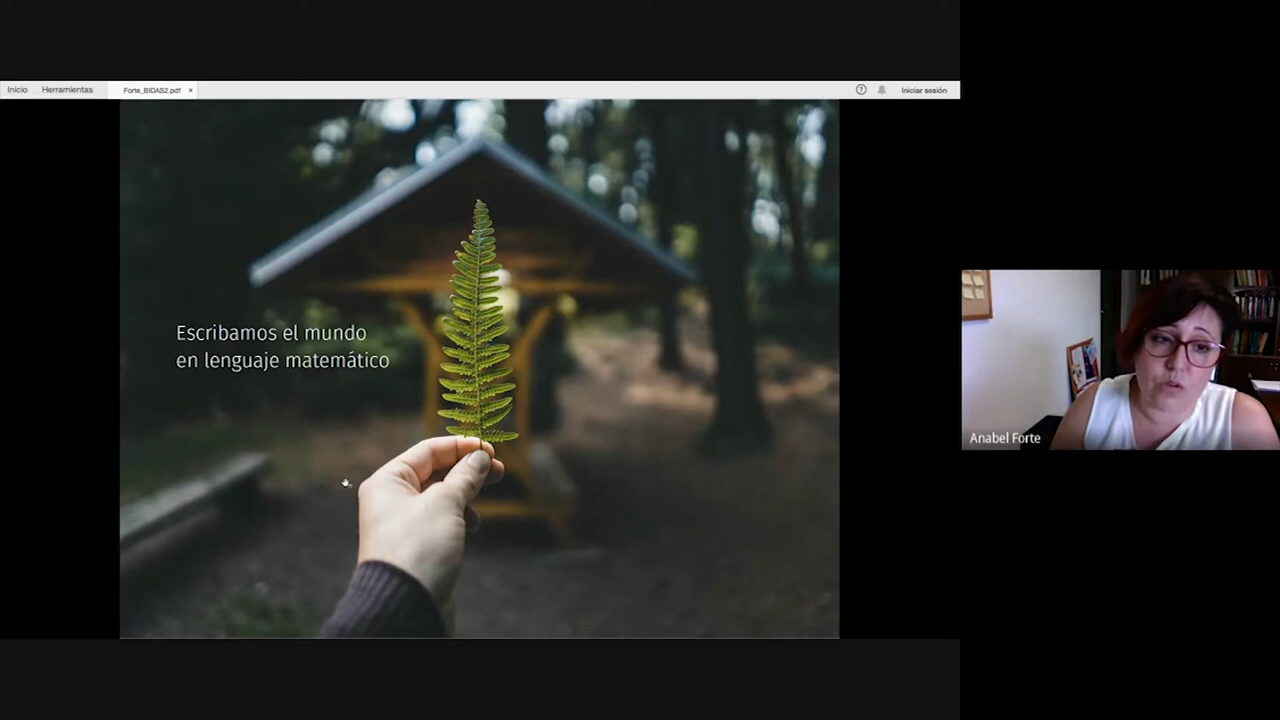 Inicio Herramientas Forte_BIDAS2.pdf × Iniciar sesión
Escribamos el mundo
en lenguaje matemático
Anabel Forte